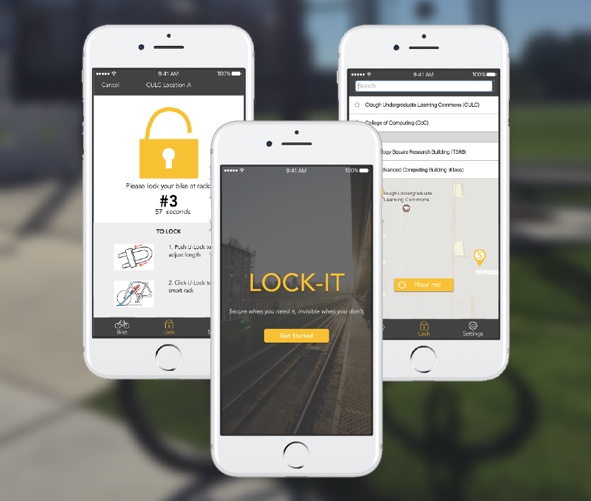 9:41 AM
100%
Cancel
CULC Location A
Please lock your bike at rack
#3
57 seconds
TO LOCK
1. Push U-Lock to
adjust length
2. Click U-Lock to
smart rack
Bike
Lock
9:41 AM
100%
LOCK-IT
Secure when you need it, invisible when you don't.
Get Started
9:41 AM
100%
Search
Clough Undergraduate Learning Commons (CULC)
College of Computing (CoC)
Square Research Building (TSRB)
Computing Building (Klaus)
Clough Undergraduate
Learning Commons
5
Near me
Lock
Settings